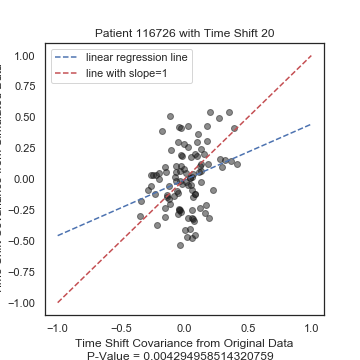 Patient 116726 with Time Shift 20
linear regression line
line with slope=1
1.00
0.75
0.50
0.25
0.00
−0.25
−0.50
−0.75
−1.00
−1.0 −0.5 0.0 0.5 1.0
Time Shift Covariance from Original Data
P-Value = 0.004294958514320759